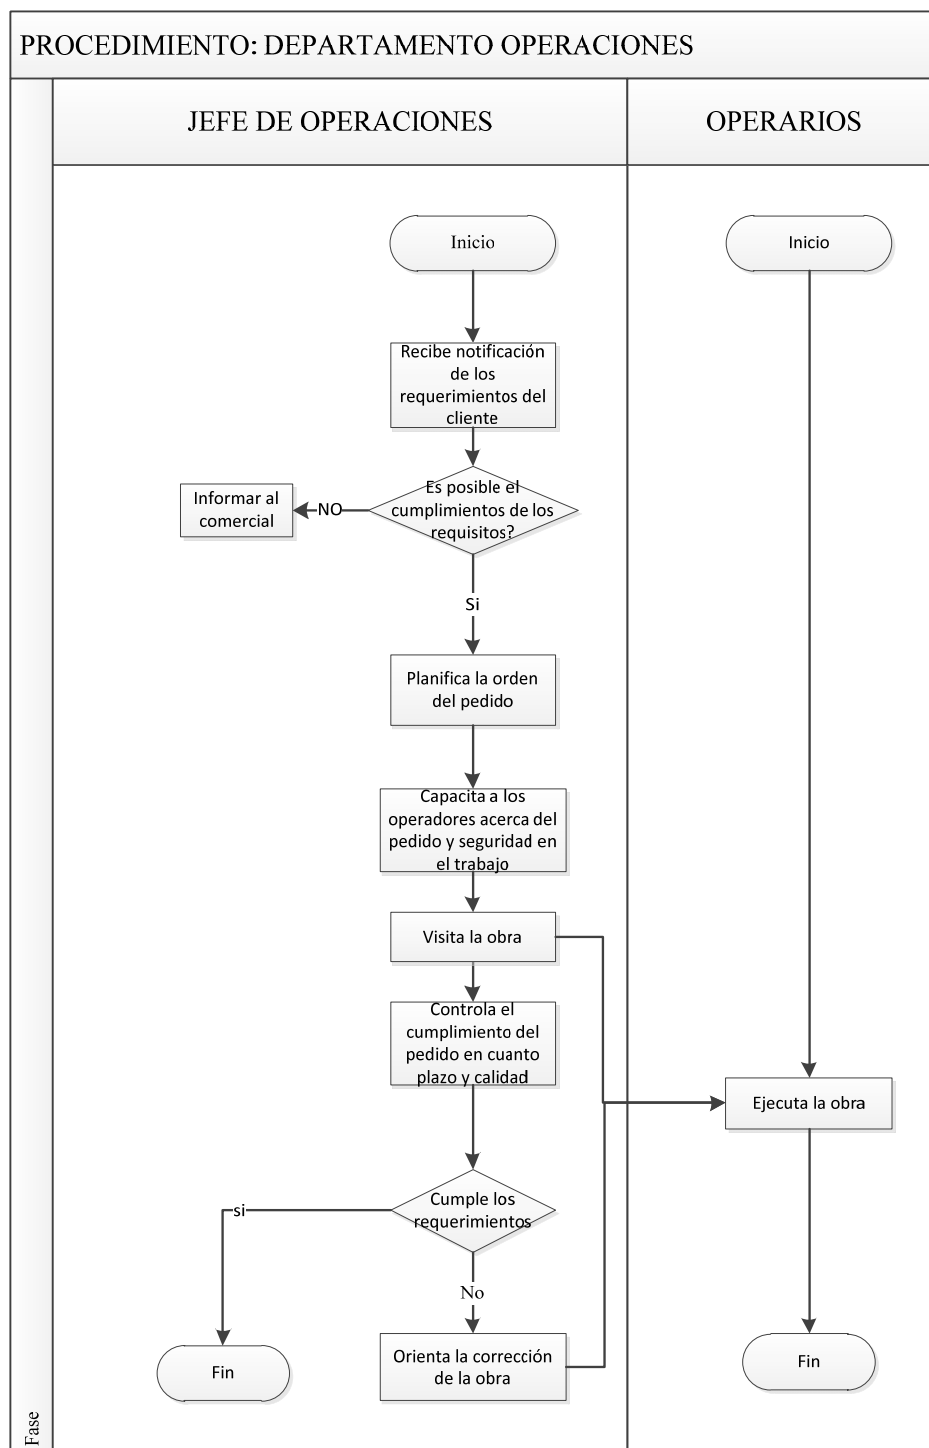 PROCEDIMIENTO: DEPARTAMENTO OPERACIONES
JEFE DE OPERACIONES
OPERARIOS
Inicio
Inicio
Recibe notificación
de los
requerimientos del
cliente
Es posible el
cumplimientos de los
requisitos?
NO
Informar al
comercial
Si
Planifica la orden
del pedido
Capacita a los
operadores acerca del
pedido y seguridad en
el trabajo
Visita la obra
Controla el
cumplimiento del
pedido en cuanto
plazo y calidad
Ejecuta la obra
Cumple los
requerimientos
si
No
Orienta la corrección
de la obra
Fin
Fin
Fase